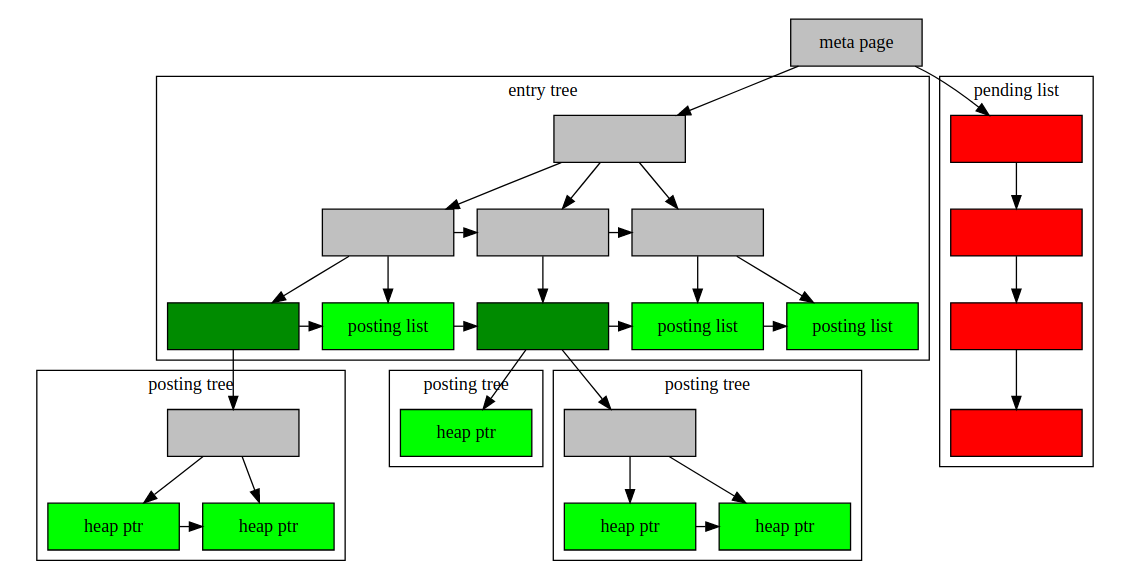 meta page
entry tree
pending list
posting list
posting list
posting list
posting tree
posting tree
posting tree
heap ptr
heap ptr
heap ptr
heap ptr
heap ptr